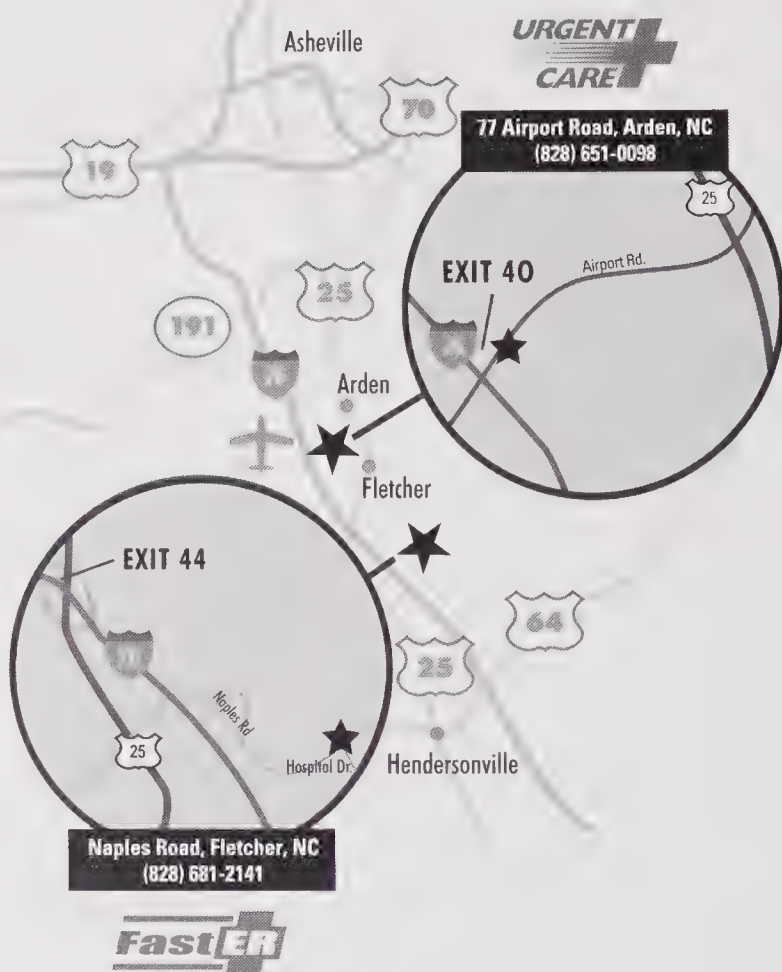 URGENT
CARE
77 Airport Road, Arden, NC
(828) 651-0098
Asheville
70
19
25
Airport Rd.
EXIT 40
25
191
26
Arden
Fletcher
EXIT 44
64
25
Naples Rd
25
Hospital Dr.
Hendersonville
Naples Road, Fletcher, NC
(828) 681-2141
FastER